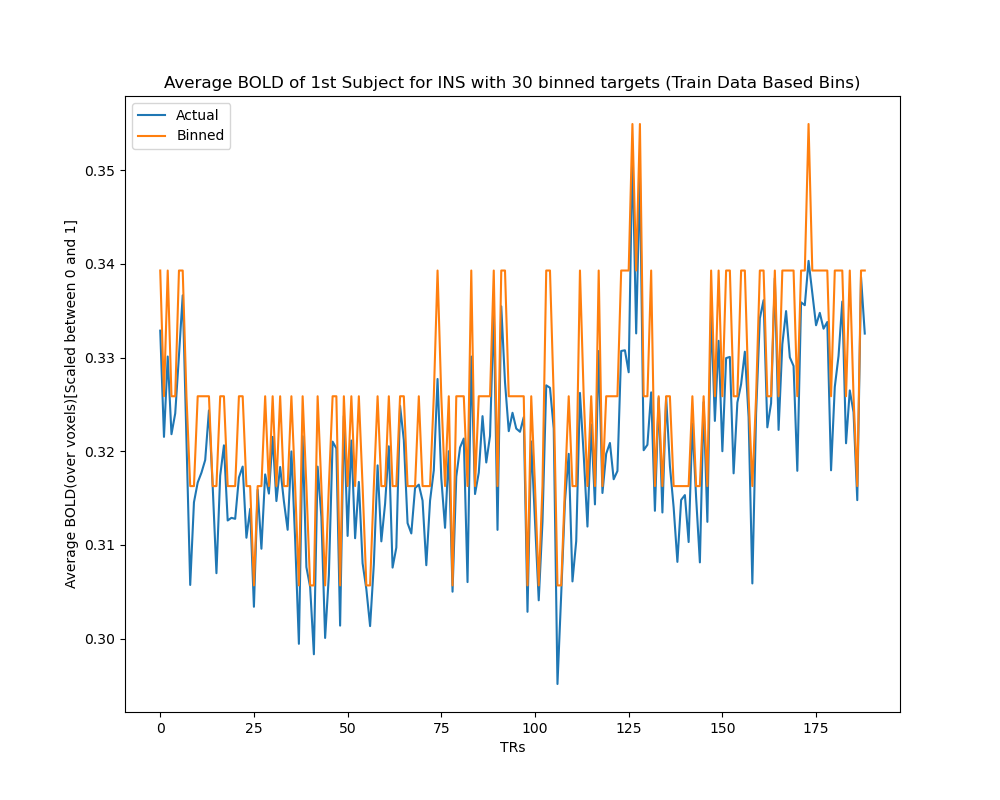 Average BOLD of 1st Subject for INS with 30 binned targets (Train Data Based Bins)
Actual
Binned
Average BOLD(over voxels)[Scaled between 0 and 1]
0.35
0.34
0.33
0.32
0.31
0.30
0 25 50 75 100 125 150 175
TRs